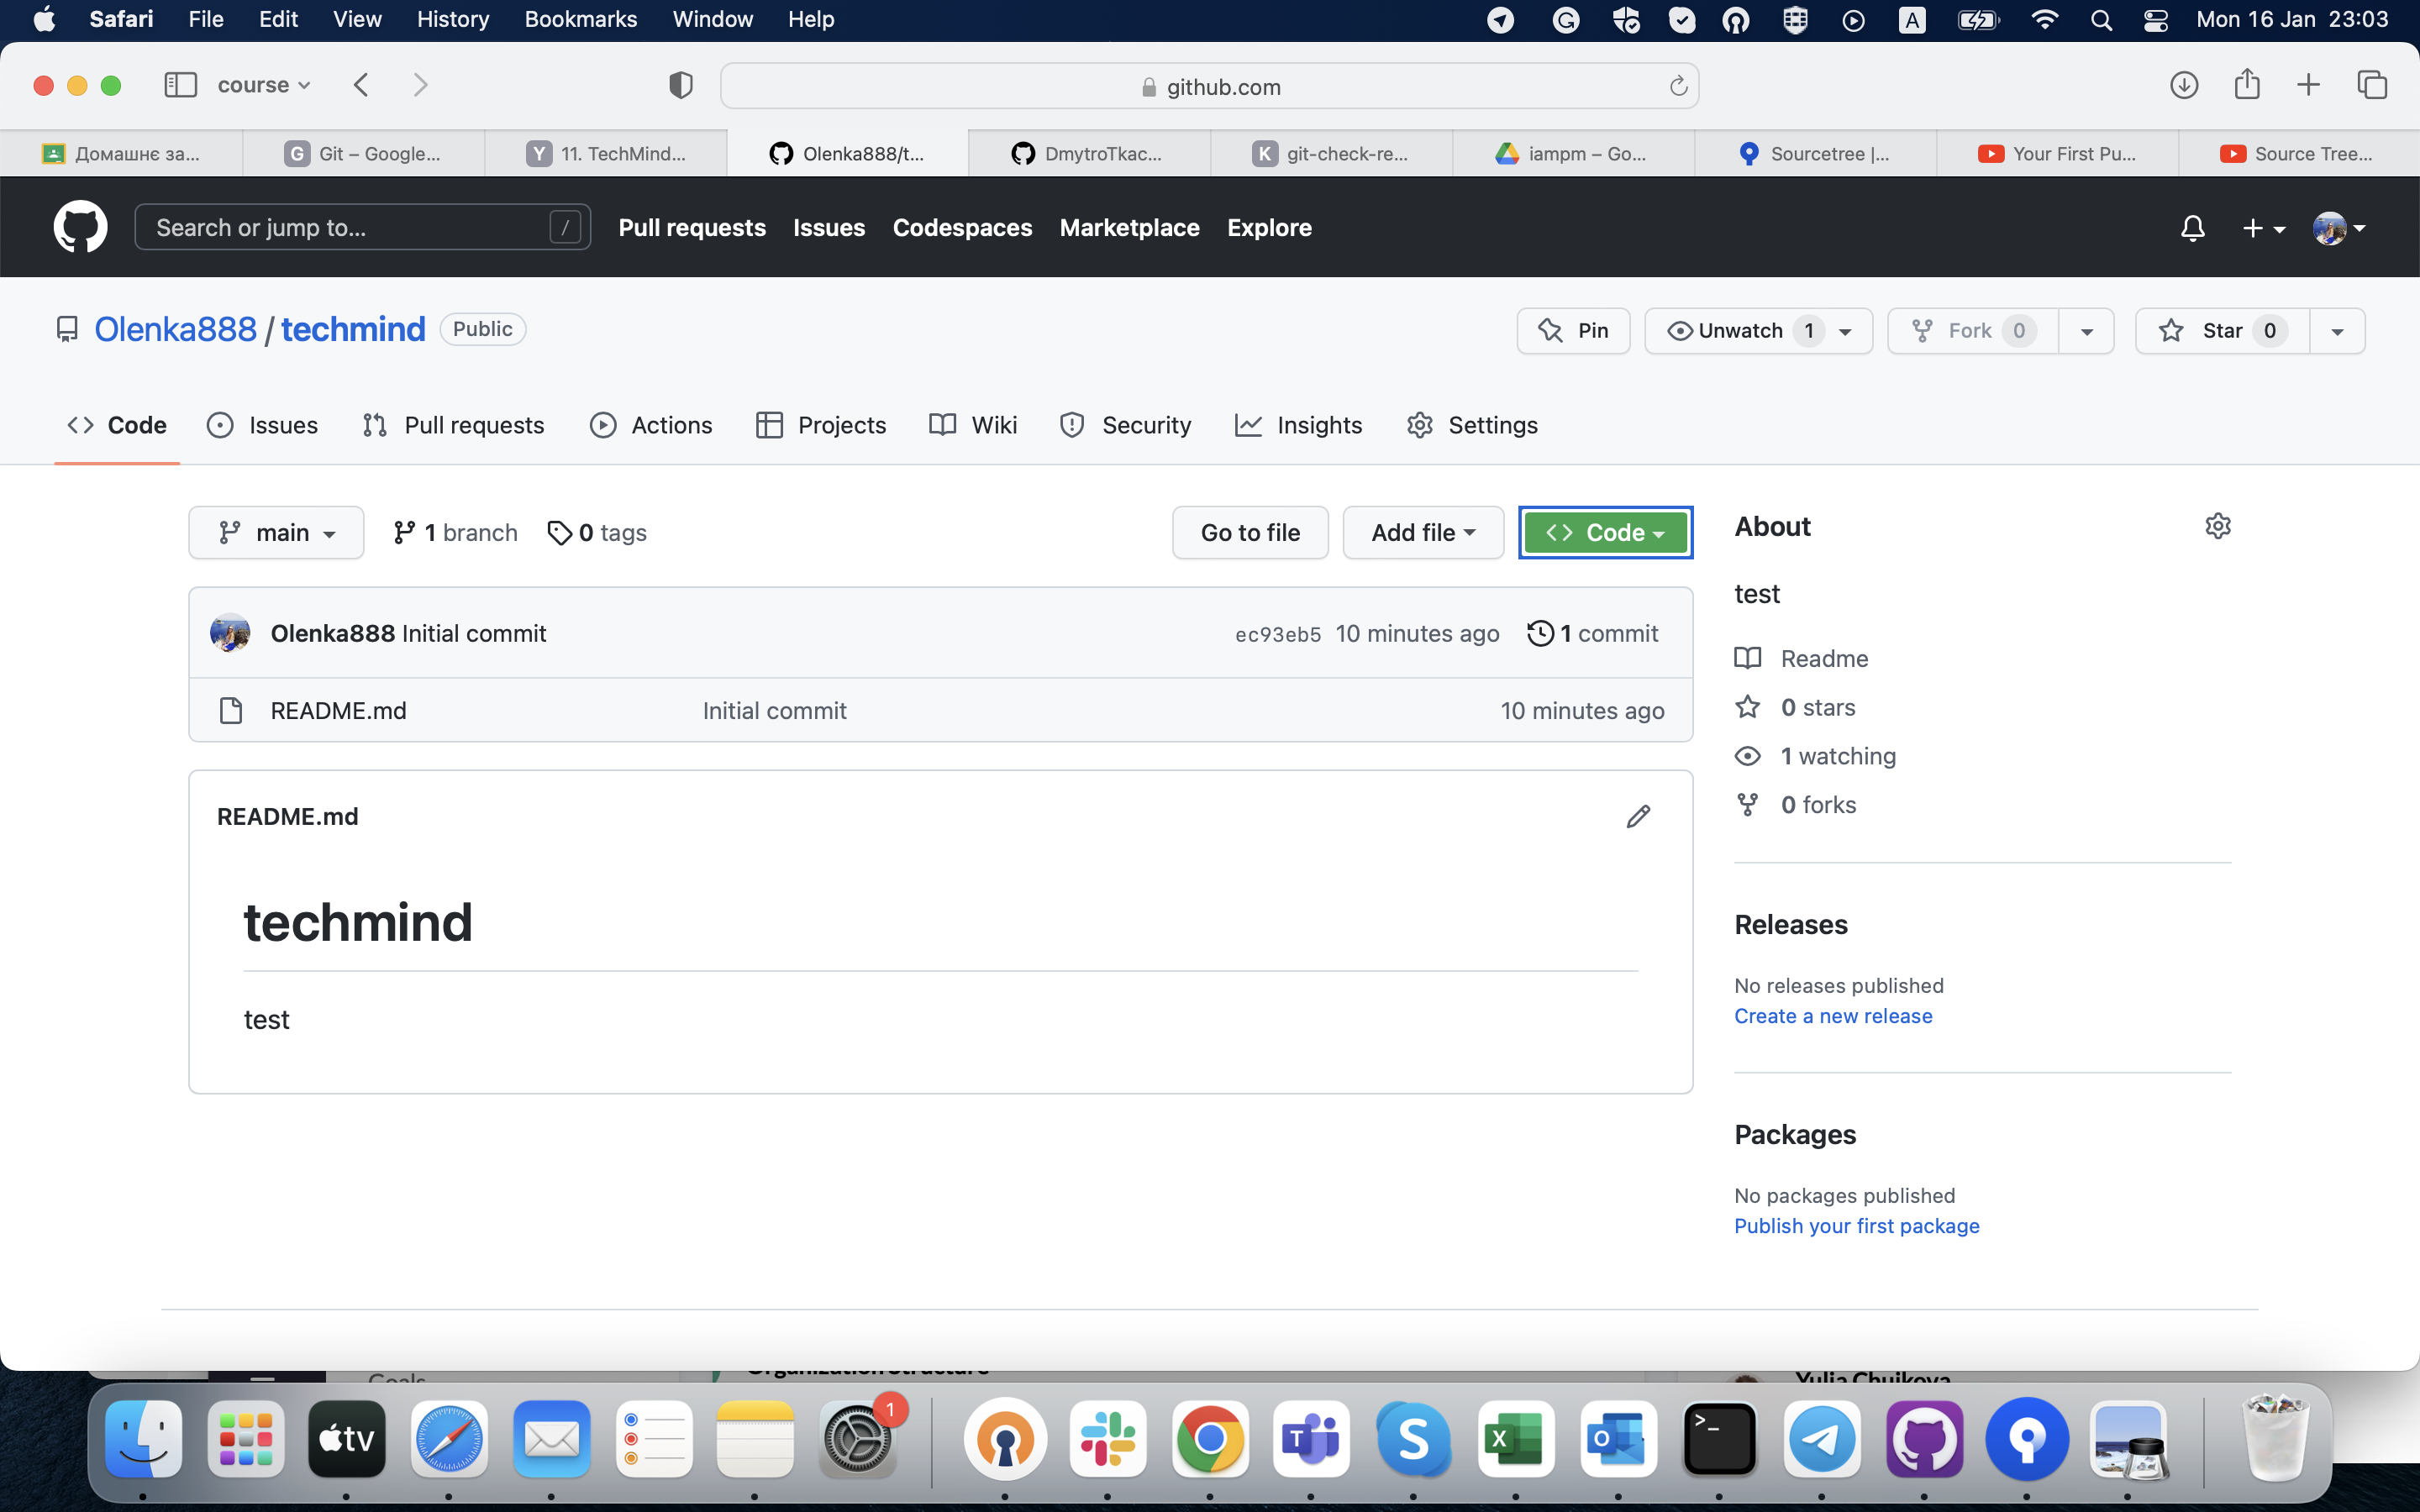 Safari File Edit View History Bookmarks Window Help A Mon 16 Jan 23:03
course github.com
Домашнє за... G Git – Google... Y 11. TechMind... Olenka888/t... DmytroTkac... K git-check-re... iampm – Go... Sourcetree |... Your First Pu... Source Tree...
Search or jump to... / Pull requests Issues Codespaces Marketplace Explore
Olenka888 / techmind Public Pin Unwatch 1 Fork 0 Star 0
Code Issues Pull requests Actions Projects Wiki Security Insights Settings
main 1 branch 0 tags Go to file Add file Code
Olenka888 Initial commit ec93eb5 10 minutes ago 1 commit
README.md Initial commit 10 minutes ago
README.md
techmind
test
About
test
Readme
0 stars
1 watching
0 forks
Releases
No releases published
Create a new release
Packages
No packages published
Publish your first package
Goals Organization Structure Yulia Chuikova
tv 1 T S X O >_